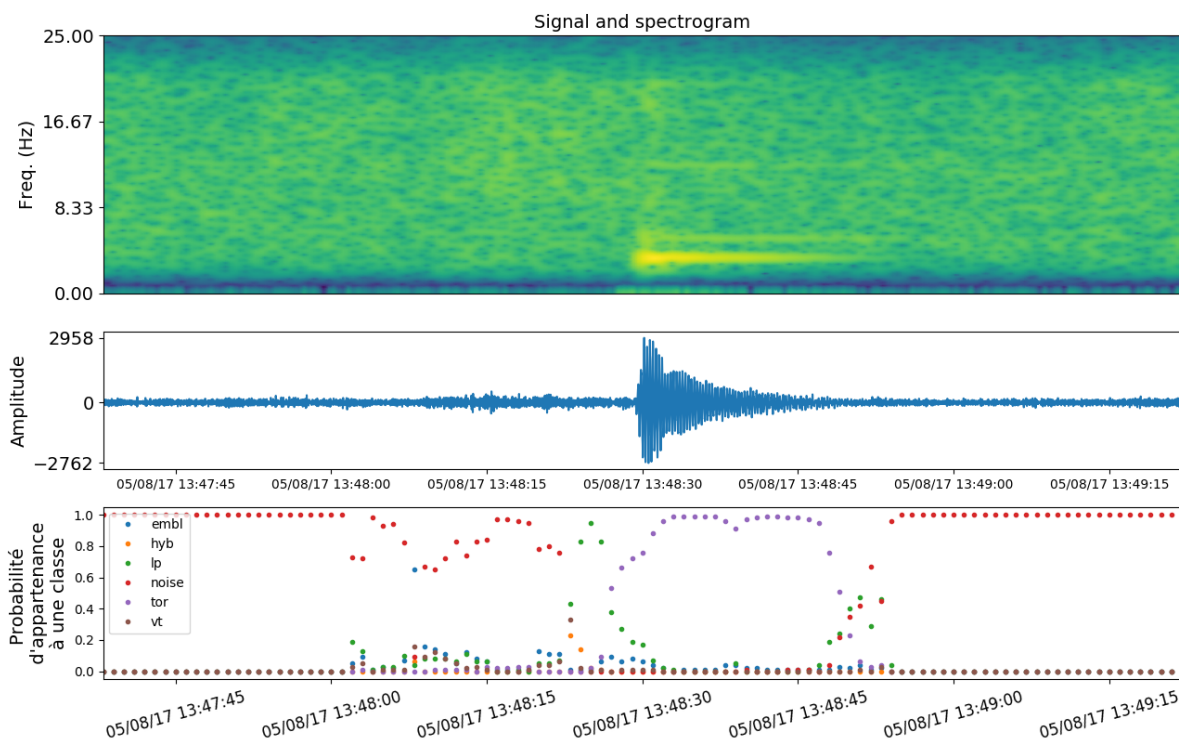 Signal and spectrogram
25.00
16.67
8.33
0.00
Freq. (Hz)
2958
0
−2762
Amplitude
05/08/17 13:47:45
05/08/17 13:48:00
05/08/17 13:48:15
05/08/17 13:48:30
05/08/17 13:48:45
05/08/17 13:49:00
05/08/17 13:49:15
1.0
0.8
0.6
0.4
0.2
0.0
Probabilité
d'appartenance
à une classe
embl
hyb
lp
noise
tor
vt
05/08/17 13:47:45
05/08/17 13:48:00
05/08/17 13:48:15
05/08/17 13:48:30
05/08/17 13:48:45
05/08/17 13:49:00
05/08/17 13:49:15